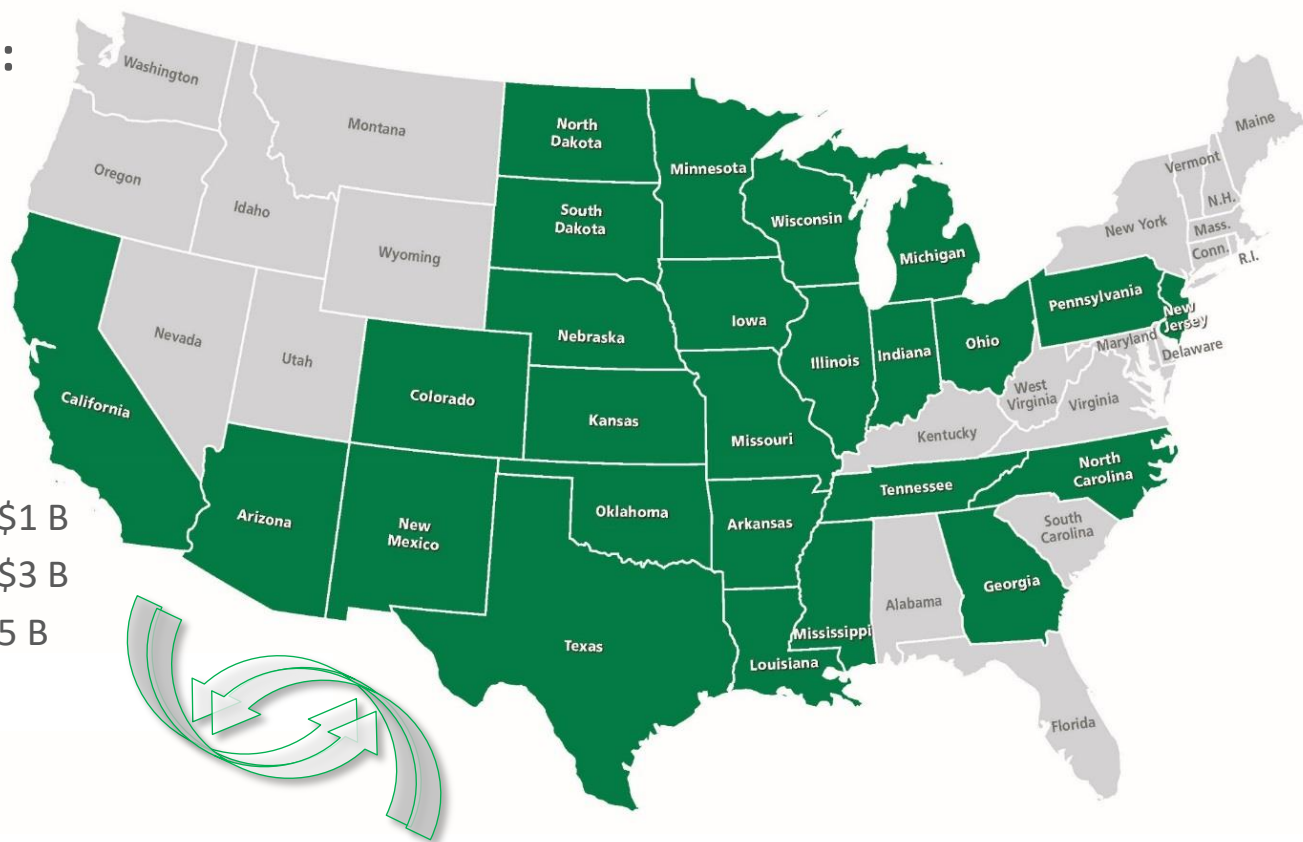 :
Washington
Oregon
Idaho
Montana
Wyoming
Nevada
Utah
California
Arizona
Colorado
New
Mexico
North
Dakota
South
Dakota
Nebraska
Kansas
Oklahoma
Texas
Minnesota
Iowa
Missouri
Arkansas
Louisiana
Wisconsin
Illinois
Michigan
Indiana
Ohio
Kentucky
Tennessee
Mississippi
Alabama
Georgia
Florida
South
Carolina
North
Carolina
Virginia
West
Virginia
Maryland
Delaware
Pennsylvania
New
Jersey
New York
Conn.
R.I.
Mass.
Vermont
N.H.
Maine
$1 B
$3 B
5 B